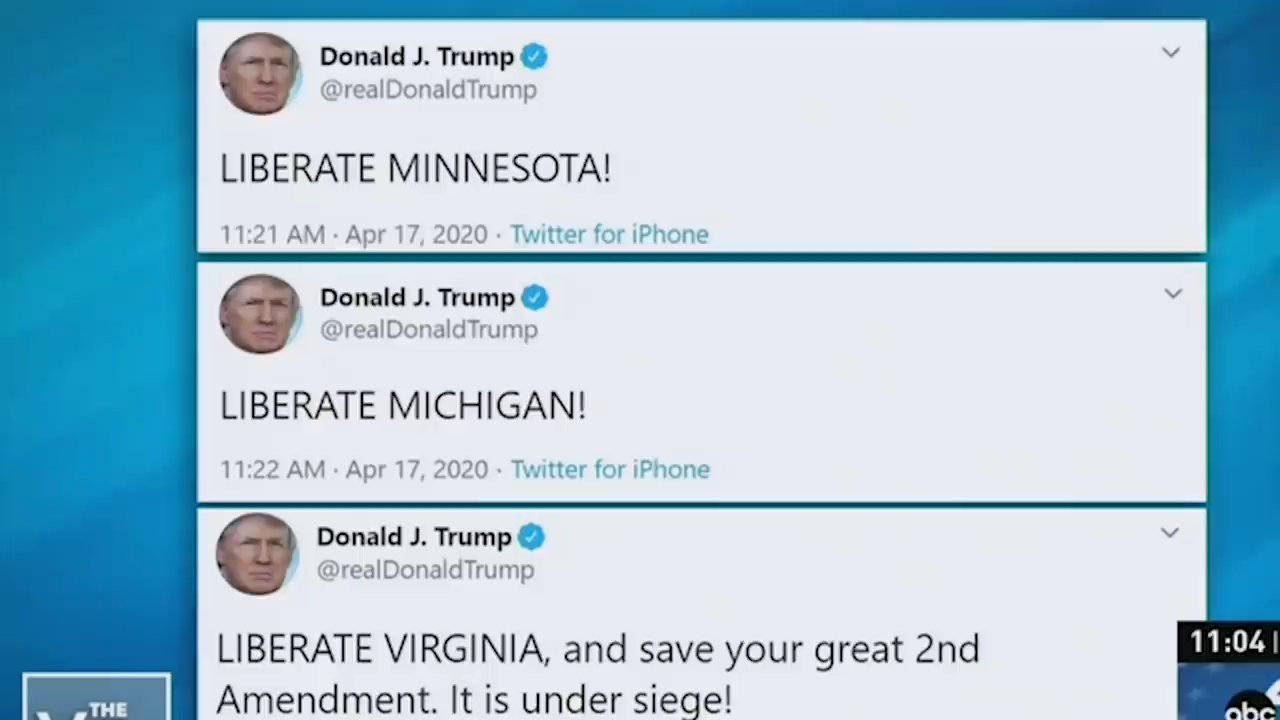 Donald J. Trump
@realDonaldTrump
LIBERATE MINNESOTA!
11:21 AM · Apr 17, 2020 · Twitter for iPhone
Donald J. Trump
@realDonaldTrump
LIBERATE MICHIGAN!
11:22 AM · Apr 17, 2020 · Twitter for iPhone
Donald J. Trump
@realDonaldTrump
LIBERATE VIRGINIA, and save your great 2nd
Amendment. It is under siege!
11:04
abc
THE